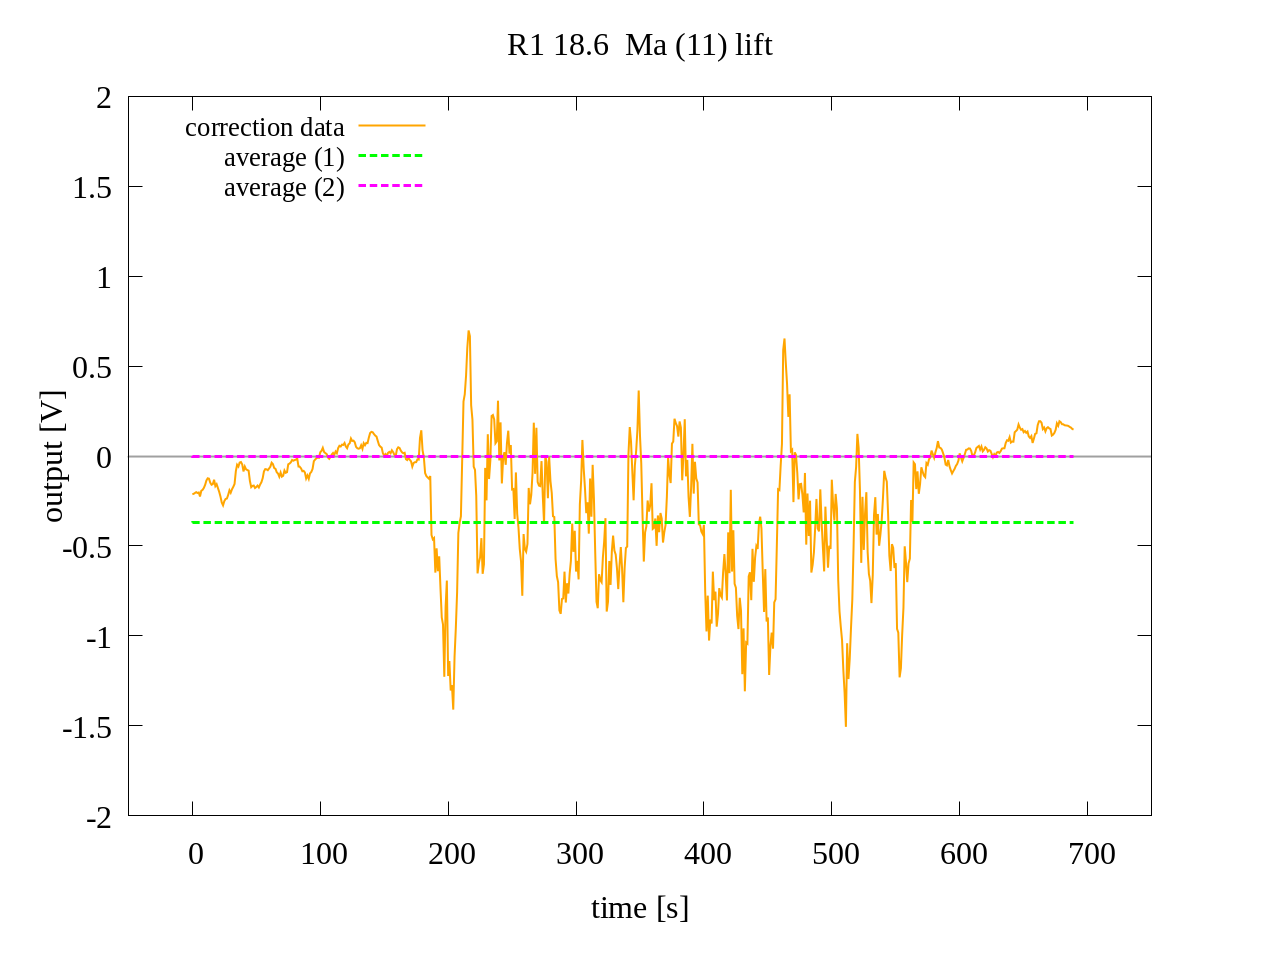 R1 18.6  Ma (11) lift
correction data
average (1)
average (2)
2
1.5
1
0.5
0
-0.5
-1
-1.5
-2
output [V]
0 100 200 300 400 500 600 700
time [s]